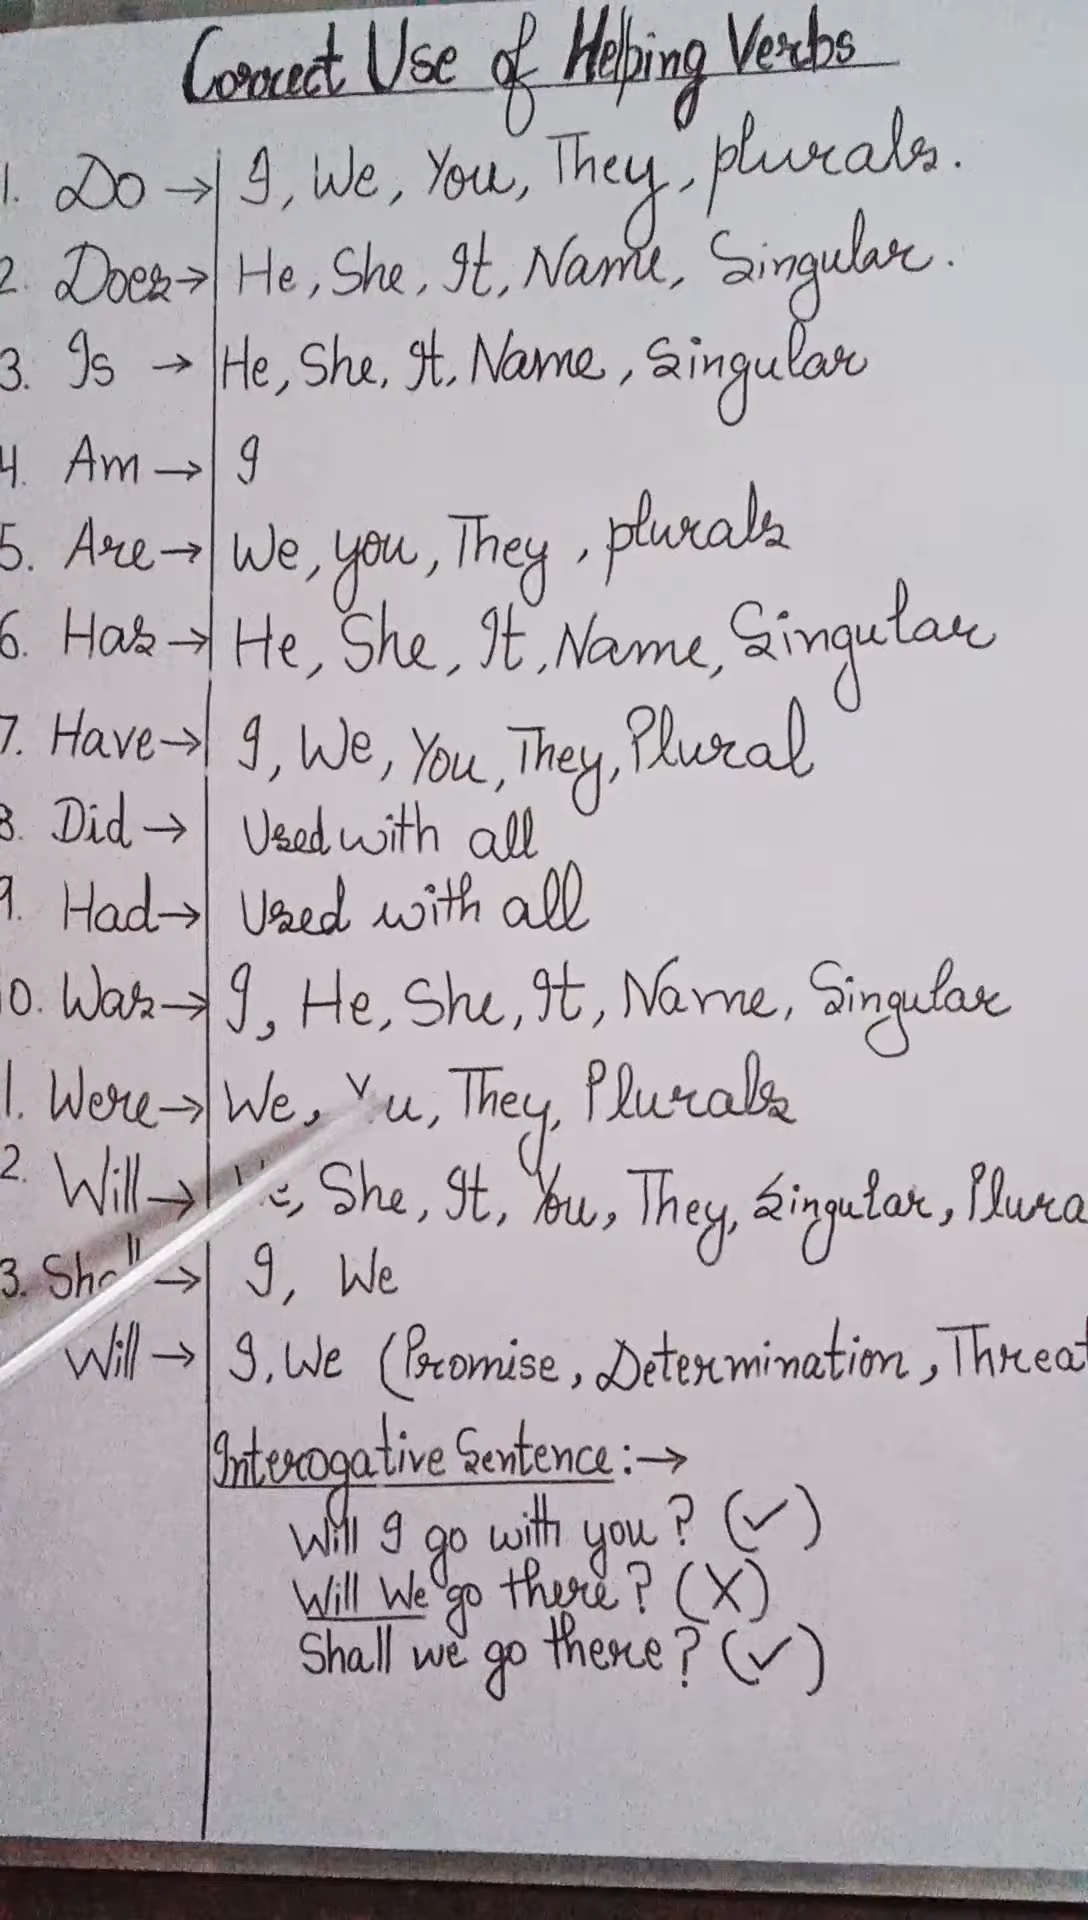 Correct Use of Helping Verbs
1. Do → I, We, You, They, plurals.
2. Does → He, She, It, Name, Singular.
3. Is → He, She, It, Name, Singular
4. Am → I
5. Are → We, you, They, plurals
6. Has → He, She, It, Name, Singular
7. Have → I, We, You, They, Plural
8. Did → Used with all
9. Had → Used with all
0. Was → I, He, She, It, Name, Singular
1. Were → We, They, Plurals
2. Will → She, It, You, They, Singular, Plura
3. → I, We
Will → I, We (Promise, Determination, Threat
Interogative Sentence :→
Will I go with you? (✓)
Will We go there? (X)
Shall we go there? (✓)